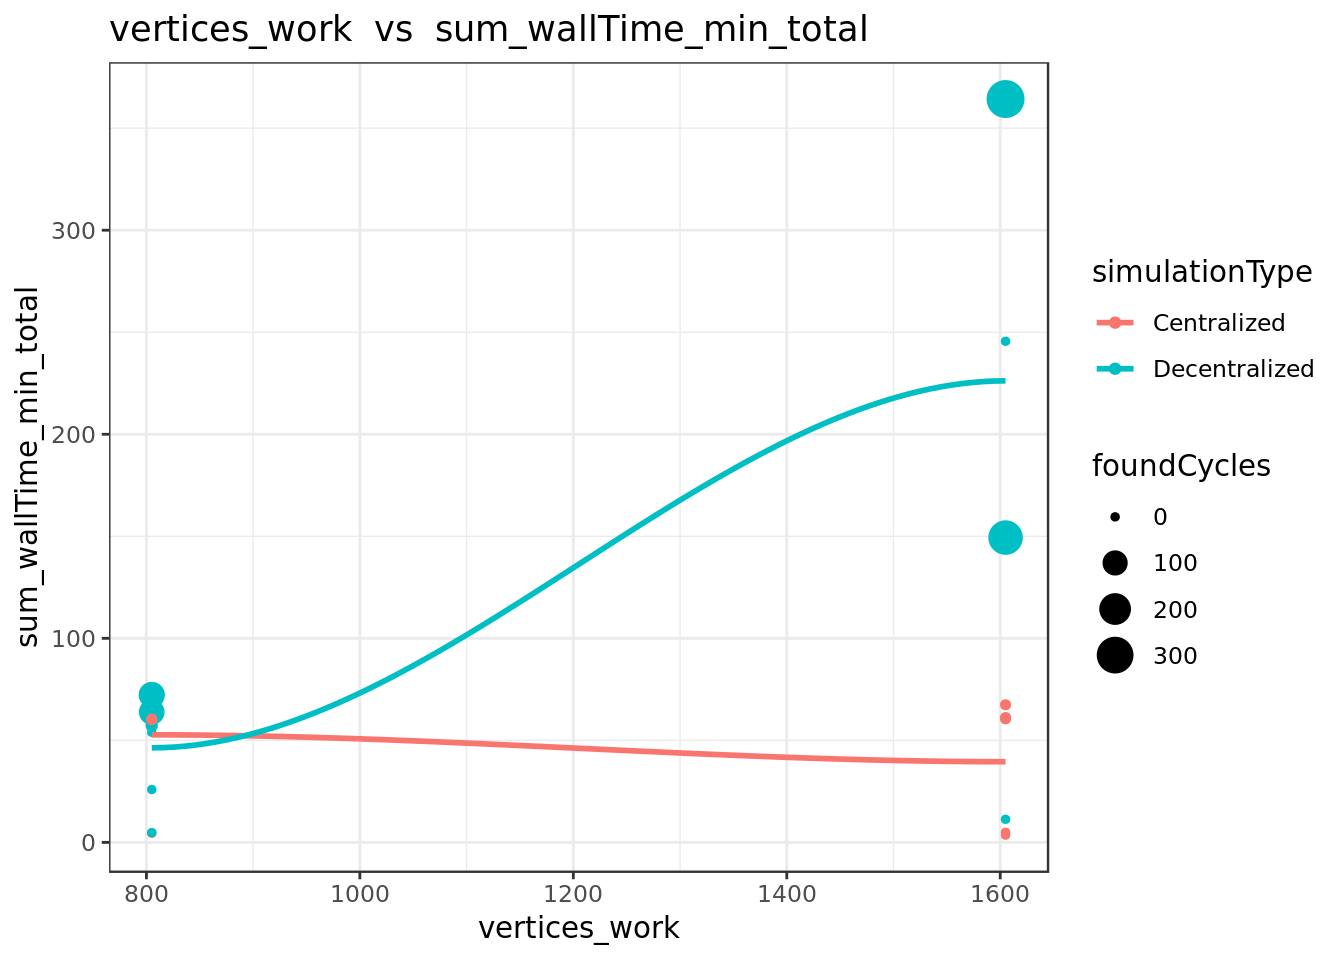 vertices_work  vs  sum_wallTime_min_total
sum_wallTime_min_total
300
200
100
0
800
1000
1200
1400
1600
vertices_work
simulationType
Centralized
Decentralized
foundCycles
0
100
200
300